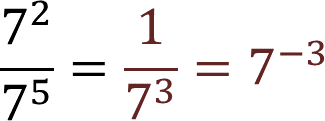 7²/7⁵ = 1/7³ = 7⁻³